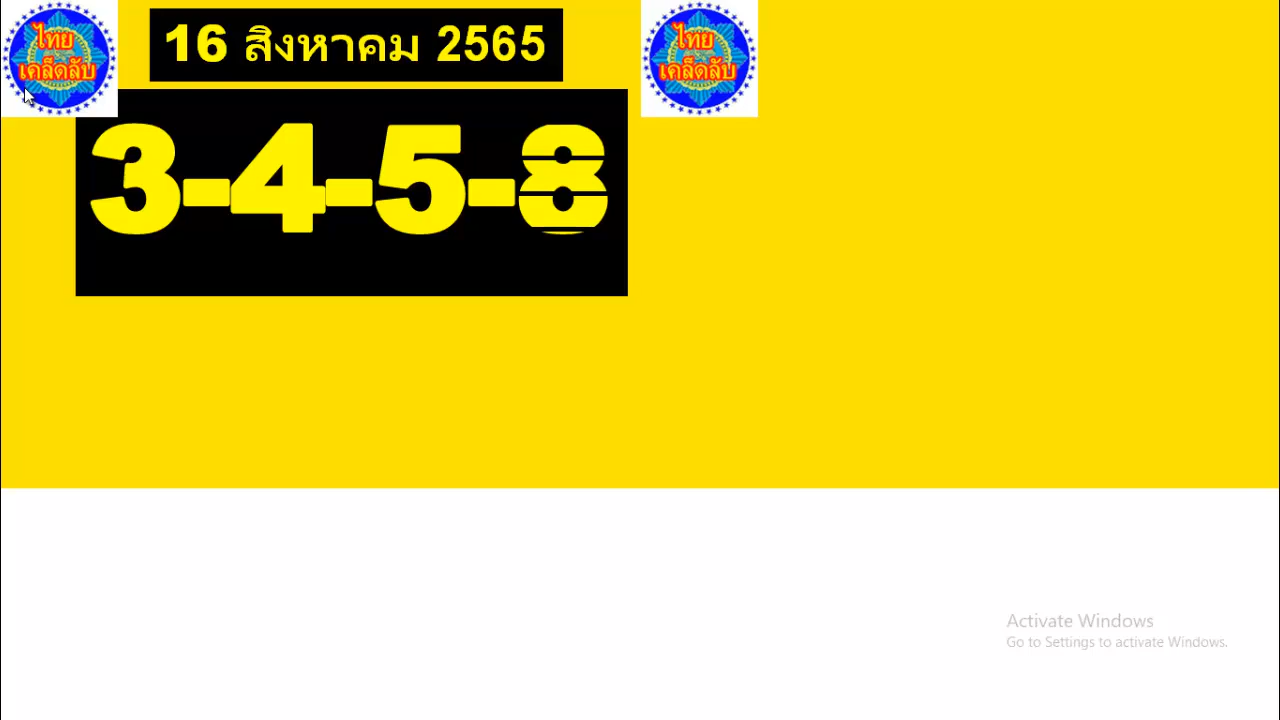 ไทย
เคล็ดลับ
16 สิงหาคม 2565
ไทย
เคล็ดลับ
3-4-5-8
Activate Windows
Go to Settings to activate Windows.